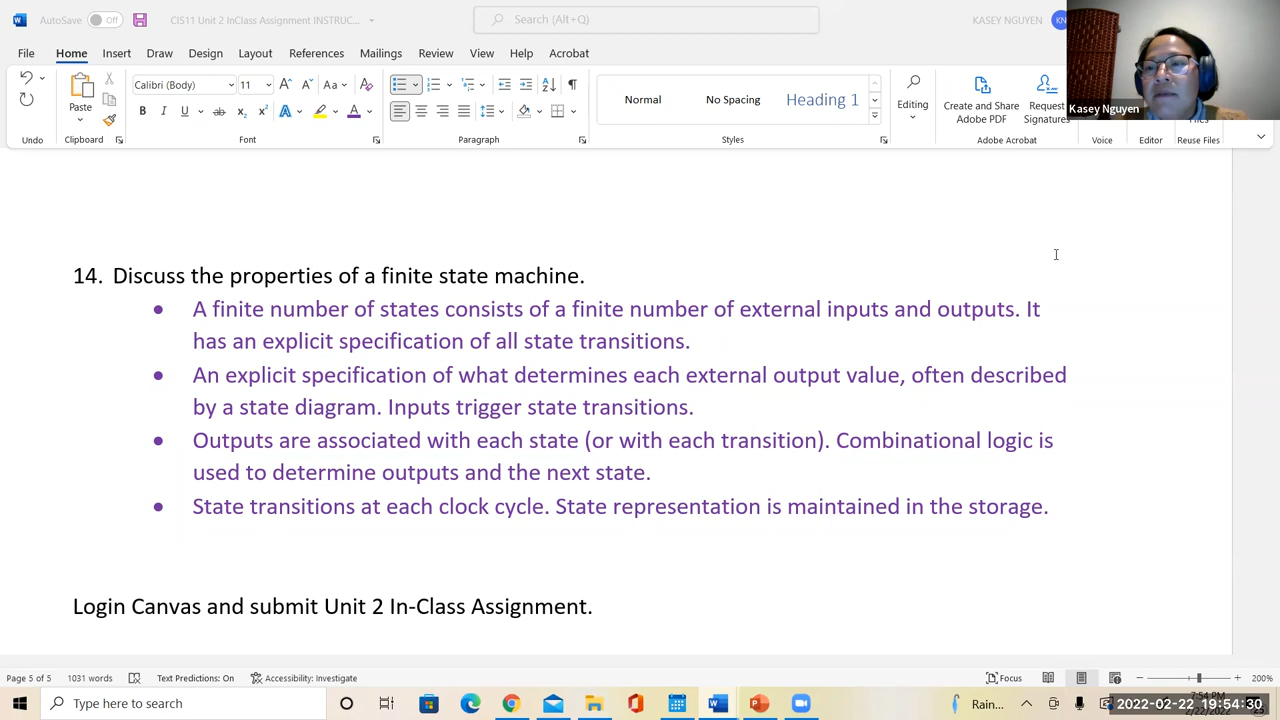 AutoSave Off
CIS11 Unit 2 InClass Assignment INSTRUC...
Search (Alt+Q)
KASEY NGUYEN
KN
File Home Insert Draw Design Layout References Mailings Review View Help Acrobat
Calibri (Body) 11
Paste
Normal
No Spacing
Heading 1
Editing
Create and Share
Adobe PDF
Request
Signatures
Kasey Nguyen
Undo Clipboard Font Paragraph Styles Adobe Acrobat Voice Editor Reuse Files
14. Discuss the properties of a finite state machine.
• A finite number of states consists of a finite number of external inputs and outputs. It
has an explicit specification of all state transitions.
• An explicit specification of what determines each external output value, often described
by a state diagram. Inputs trigger state transitions.
• Outputs are associated with each state (or with each transition). Combinational logic is
used to determine outputs and the next state.
• State transitions at each clock cycle. State representation is maintained in the storage.
Login Canvas and submit Unit 2 In-Class Assignment.
Page 5 of 5 1031 words Text Predictions: On Accessibility: Investigate Focus 200%
Type here to search
Rain...
7:54 PM
2022-02-22 19:54:30